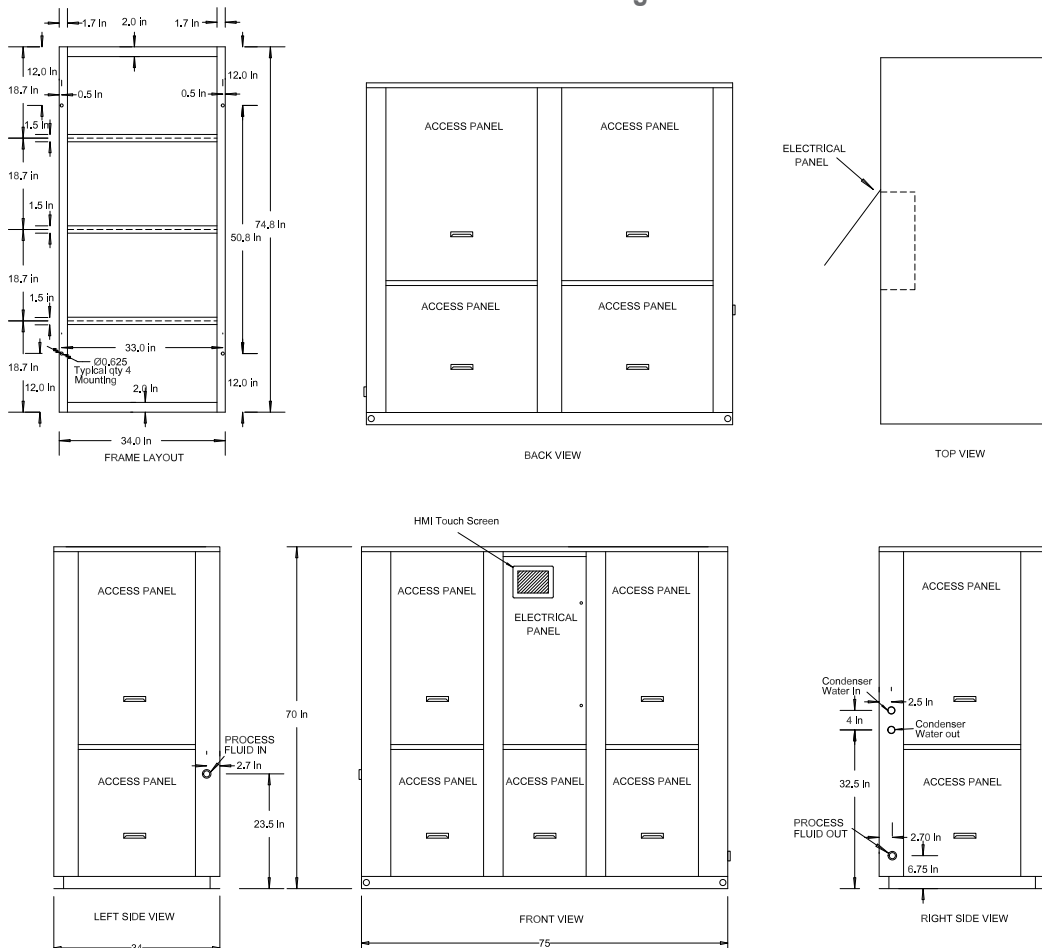 1.7 In
2.0 in
1.7 In
12.0 In
12.0 In
18.7 In
0.5 In
0.5 In
1.5 In
18.7 In
1.5 In
74.8 In
50.8 In
18.7 in
1.5 In
33.0 in
Ø0.625
Typical qty 4
Mounting
18.7 In
12.0 In
2.0 In
12.0 In
34.0 In
FRAME LAYOUT
ACCESS PANEL
ACCESS PANEL
ACCESS PANEL
ACCESS PANEL
BACK VIEW
ELECTRICAL
PANEL
TOP VIEW
ACCESS PANEL
PROCESS
FLUID IN
2.7 In
ACCESS PANEL
23.5 In
LEFT SIDE VIEW
34
HMI Touch Screen
ACCESS PANEL
ELECTRICAL
PANEL
ACCESS PANEL
70 In
ACCESS PANEL
ACCESS PANEL
ACCESS PANEL
FRONT VIEW
75
ACCESS PANEL
Condenser
Water In
2.5 In
4 In
Condenser
Water out
32.5 In
ACCESS PANEL
PROCESS
FLUID OUT
2.70 In
6.75 In
RIGHT SIDE VIEW